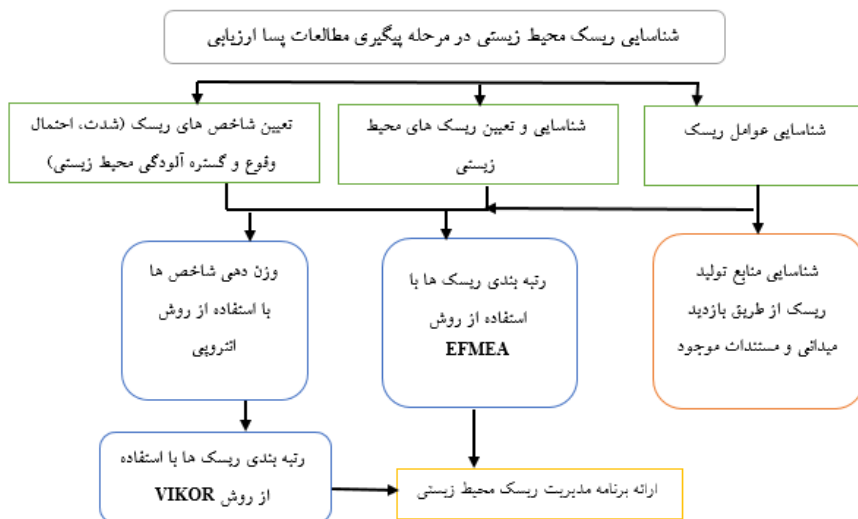 شناسایی ریسک محیط زیستی در مرحله پیگیری مطالعات پسا ارزیابی
شناسایی عوامل ریسک
شناسایی و تعیین ریسک های محیط
زیستی
تعیین شاخص های ریسک (شدت، احتمال
وقوع و گستره آلودگی محیط زیستی)
شناسایی منابع تولید
ریسک از طریق بازدید
میدانی و مستندات موجود
رتبه بندی ریسک ها با
استفاده از روش
EFMEA
وزن دهی شاخص ها
با استفاده از روش
انتروپی
رتبه بندی ریسک ها با استفاده
از روش VIKOR
ارائه برنامه مدیریت ریسک محیط زیستی